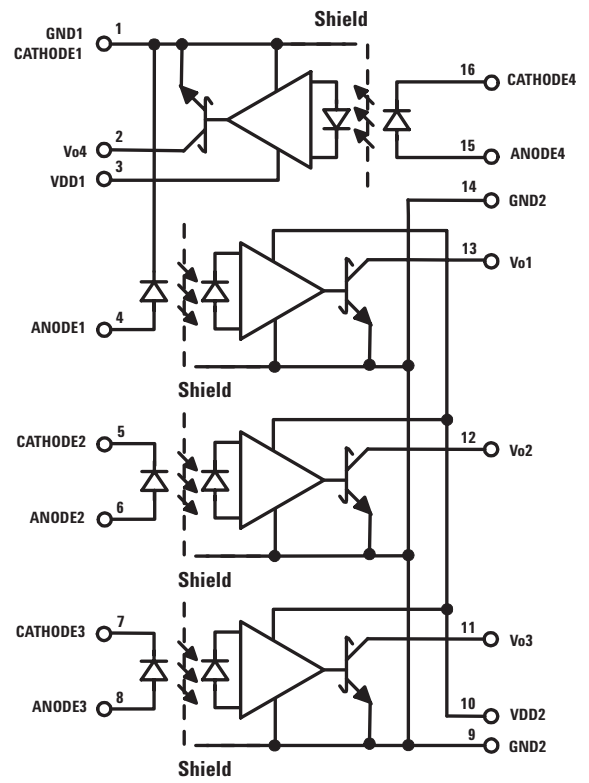 Shield
GND1
CATHODE1
1
16
CATHODE4
2
Vo4
3
VDD1
15
ANODE4
14
GND2
13
Vo1
4
ANODE1
Shield
CATHODE2
5
12
Vo2
ANODE2
6
Shield
CATHODE3
7
11
Vo3
ANODE3
8
10
VDD2
9
GND2
Shield